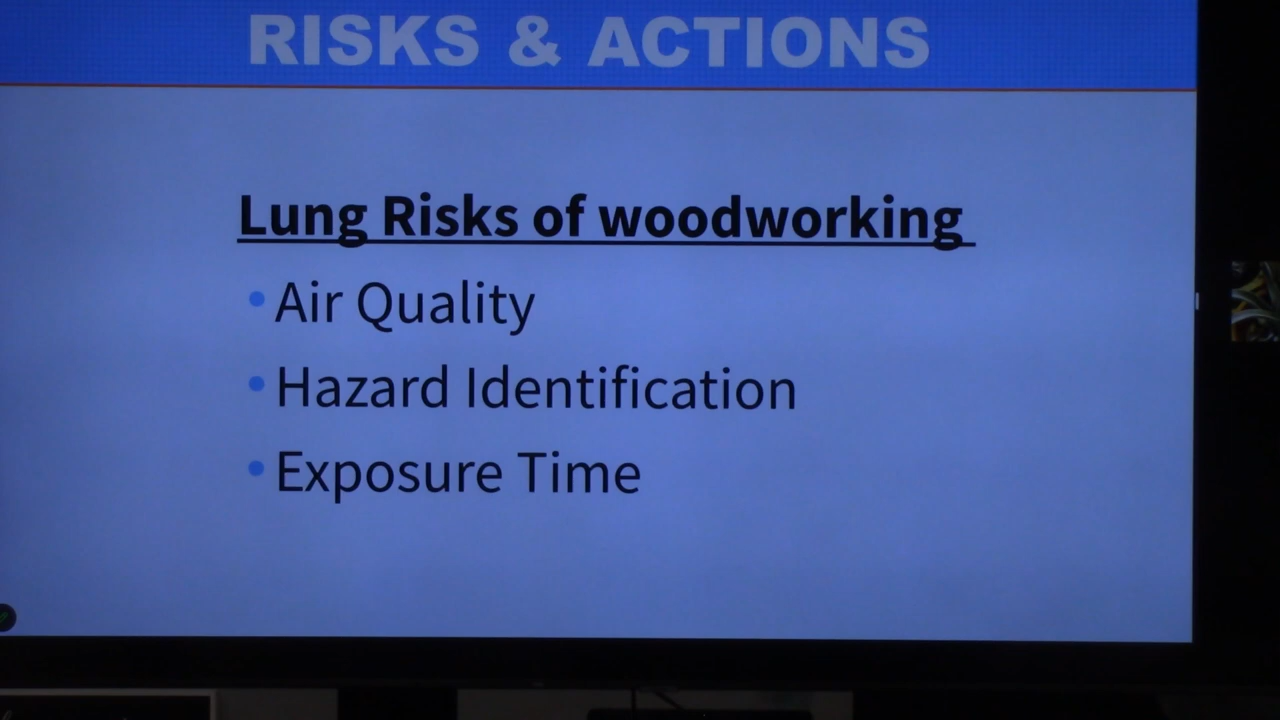 RISKS & ACTIONS
Lung Risks of woodworking
Air Quality
Hazard Identification
Exposure Time